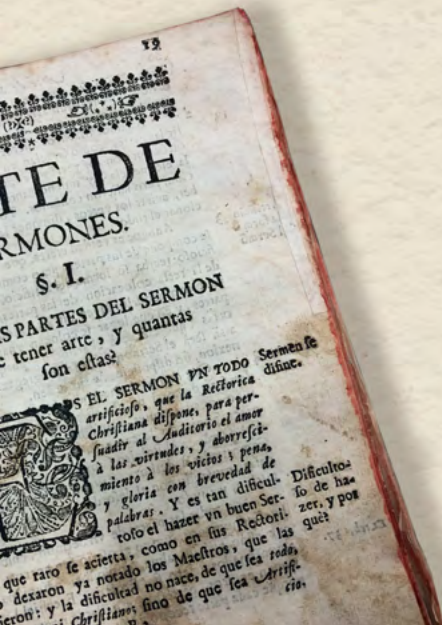 19
TE DE
RMONES.
§. I.
S PARTES DEL SERMON
e tener arte, y quantas
son estas?
S EL SERMON VN TODO
artificioso, que la Rectorica
Christiana dispone, para per-
suadir al Auditorio el amor
à las virtudes, y aborresci-
miento à los vicios; pena,
y gloria con brevedad de
palabras. Y es tan dificul-
toso el hazer vn buen Ser-
que raro se acierta; como en sus Rectori-
dexaron ya notado los Maestros, que las
ieron: y la dificultad no nace, de que sea todo,
ni Christiano; sino de que sea Artifi-
cio.
Sermon se
difine.
Dificulto-
so de ha-
zer, y por
què?